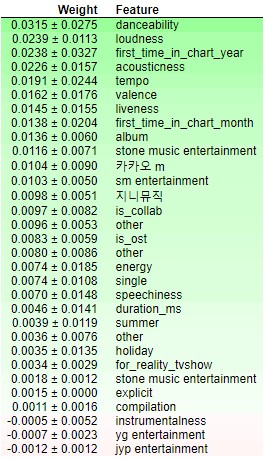 Weight Feature
0.0315 ± 0.0275 danceability
0.0239 ± 0.0113 loudness
0.0238 ± 0.0327 first_time_in_chart_year
0.0226 ± 0.0157 acousticness
0.0191 ± 0.0244 tempo
0.0162 ± 0.0176 valence
0.0145 ± 0.0155 liveness
0.0138 ± 0.0204 first_time_in_chart_month
0.0136 ± 0.0060 album
0.0116 ± 0.0071 stone music entertainment
0.0104 ± 0.0090 카카오 m
0.0103 ± 0.0050 sm entertainment
0.0098 ± 0.0051 지니뮤직
0.0097 ± 0.0082 is_collab
0.0096 ± 0.0053 other
0.0083 ± 0.0059 is_ost
0.0080 ± 0.0086 other
0.0074 ± 0.0185 energy
0.0074 ± 0.0108 single
0.0070 ± 0.0148 speechiness
0.0046 ± 0.0141 duration_ms
0.0039 ± 0.0119 summer
0.0036 ± 0.0076 other
0.0035 ± 0.0135 holiday
0.0034 ± 0.0029 for_reality_tvshow
0.0018 ± 0.0012 stone music entertainment
0.0015 ± 0.0000 explicit
0.0011 ± 0.0016 compilation
-0.0005 ± 0.0052 instrumentalness
-0.0007 ± 0.0023 yg entertainment
-0.0012 ± 0.0012 jyp entertainment